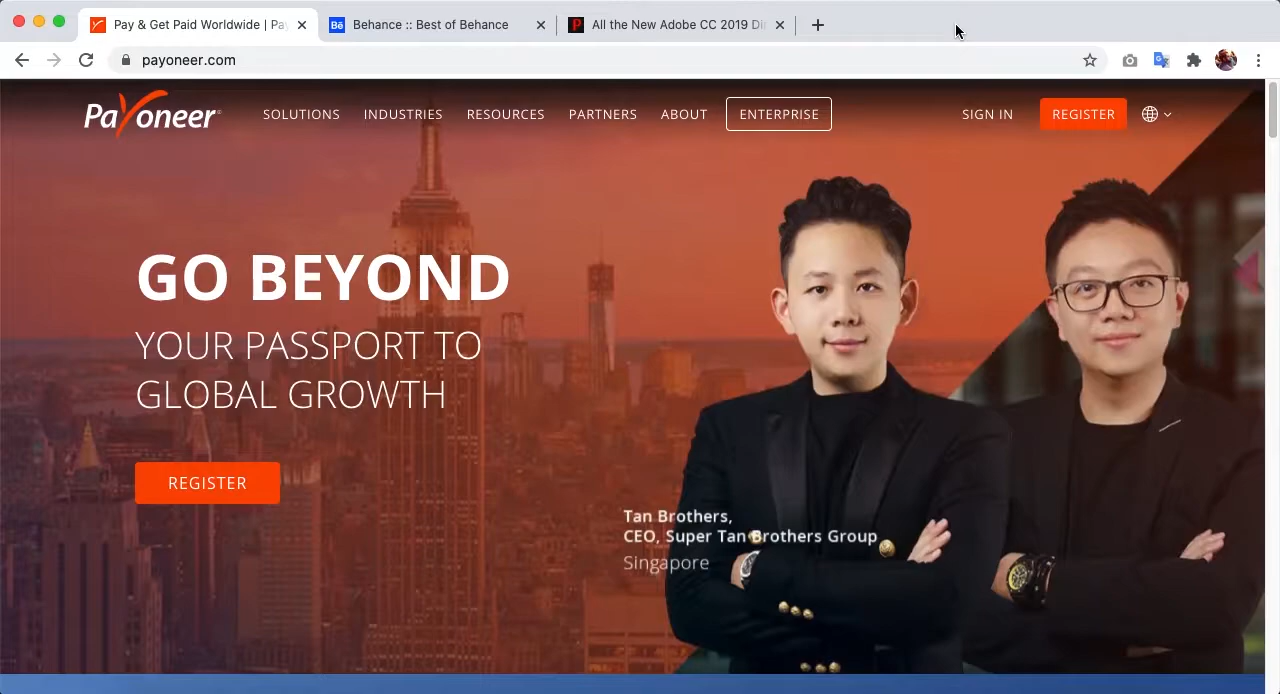 Pay & Get Paid Worldwide | Pay
Behance :: Best of Behance
All the New Adobe CC 2019 Dir
payoneer.com
Payoneer
SOLUTIONS
INDUSTRIES
RESOURCES
PARTNERS
ABOUT
ENTERPRISE
SIGN IN
REGISTER
GO BEYOND
YOUR PASSPORT TO
GLOBAL GROWTH
REGISTER
Tan Brothers,
CEO, Super Tan Brothers Group
Singapore